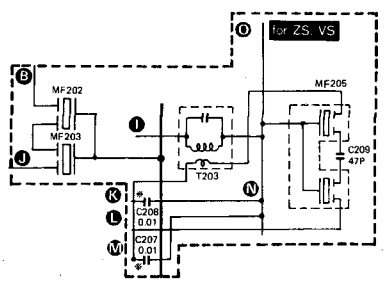 O for ZS. VS
B
MF202
MF203
MF205
I
J
T203
C209
47P
K
N
*
C208
0.01
L
C207
0.01
M
*